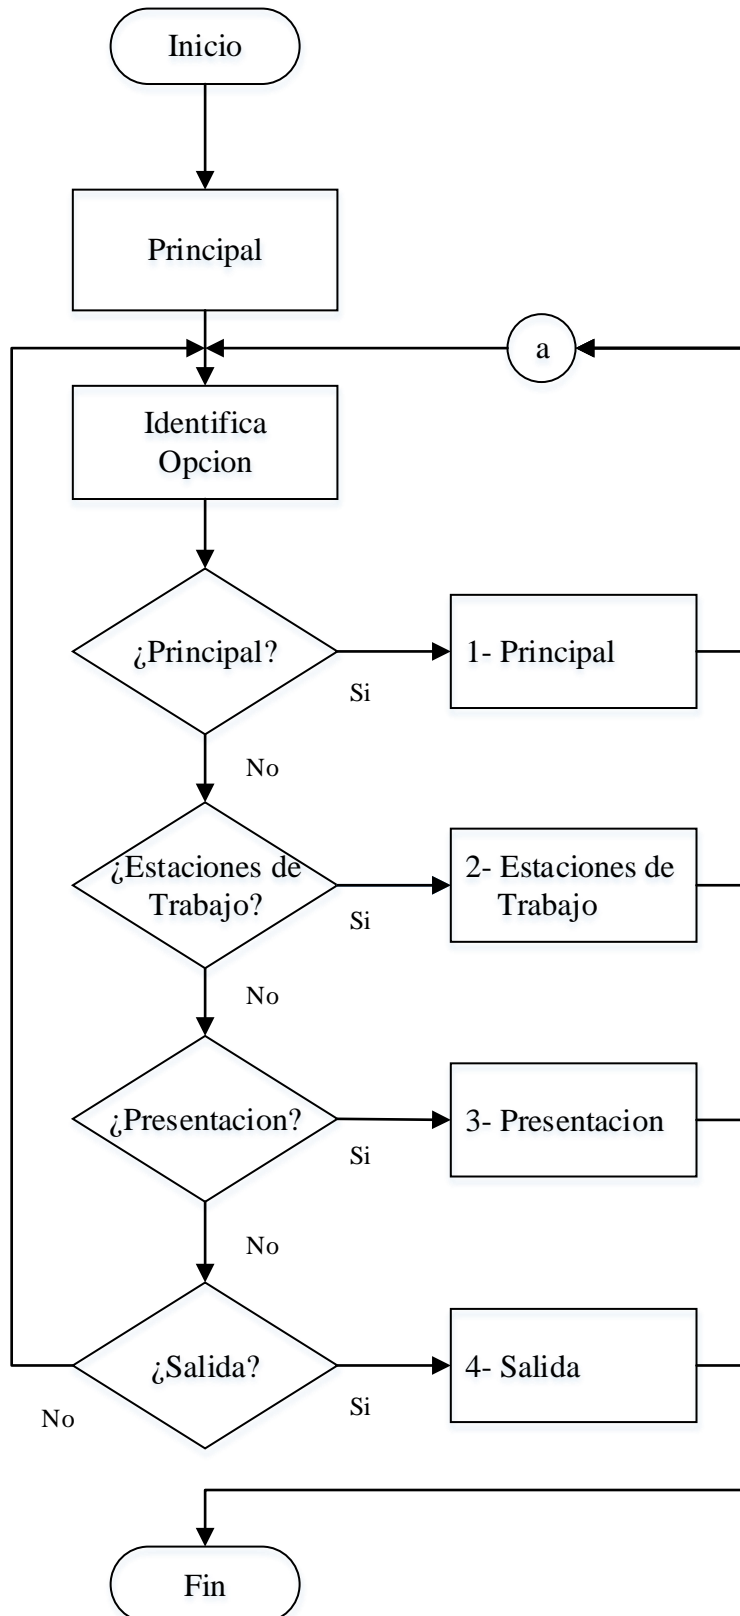 Inicio
Principal
a
Identifica
Opcion
¿Principal?
Si
1- Principal
No
¿Estaciones de
Trabajo?
Si
2- Estaciones de
Trabajo
No
¿Presentacion?
Si
3- Presentacion
No
¿Salida?
Si
4- Salida
No
Fin